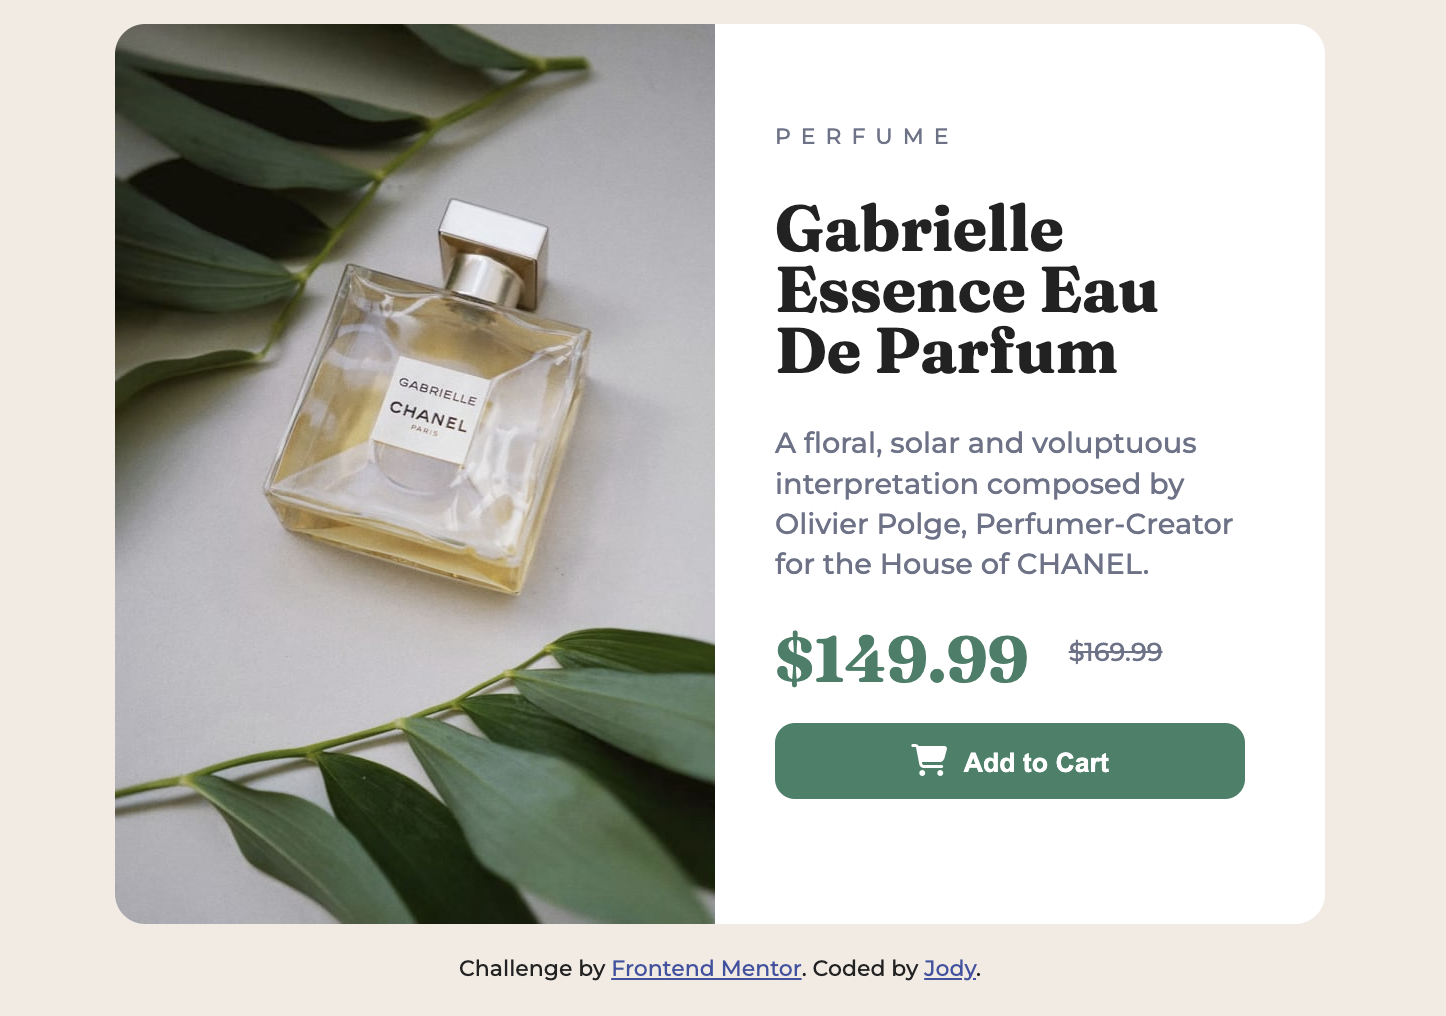 GABRIELLE
CHANEL
PARIS
PERFUME
Gabrielle
Essence Eau
De Parfum
A floral, solar and voluptuous
interpretation composed by
Olivier Polge, Perfumer-Creator
for the House of CHANEL.
$149.99 $169.99
Add to Cart
Challenge by Frontend Mentor. Coded by Jody.